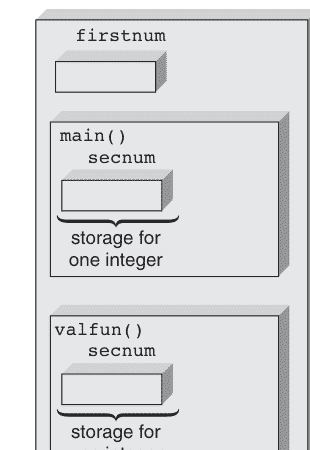 firstnum
main()
secnum
storage for
one integer
valfun()
secnum
storage for